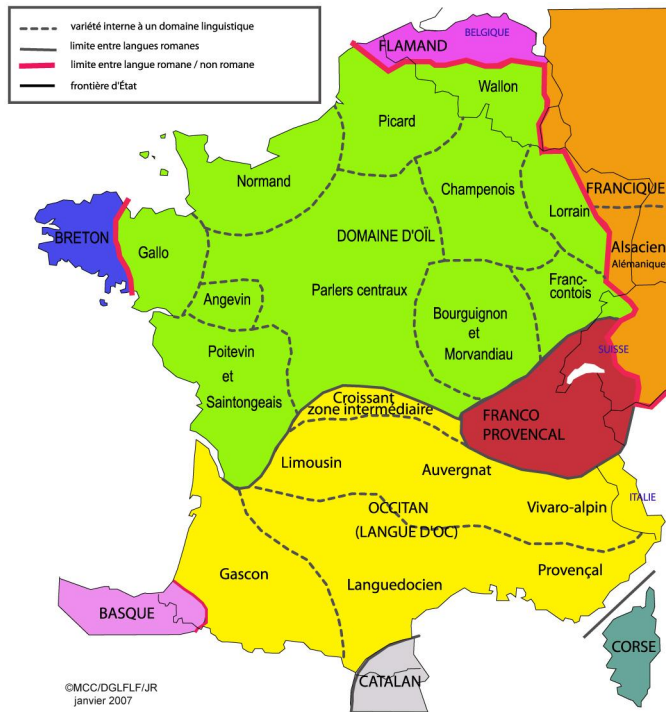 variété interne à un domaine linguistique
limite entre langues romanes
limite entre langue romane / non romane
frontière d'État
BELGIQUE
FLAMAND
Wallon
Picard
Normand
Champenois
FRANCIQUE
Lorrain
BRETON
Gallo
DOMAINE D'OÏL
Alsacien
Alémanique
Angevin
Parlers centraux
Franc-
contois
Bourguignon
et
Morvandiau
Poitevin
et
Saintongeais
SUISSE
Croissant
zone intermédiaire
FRANCO
PROVENCAL
Limousin
Auvergnat
ITALIE
OCCITAN
(LANGUE D'OC)
Vivaro-alpin
Gascon
Languedocien
Provençal
BASQUE
CORSE
CATALAN
©MCC/DGLFLF/JR
janvier 2007